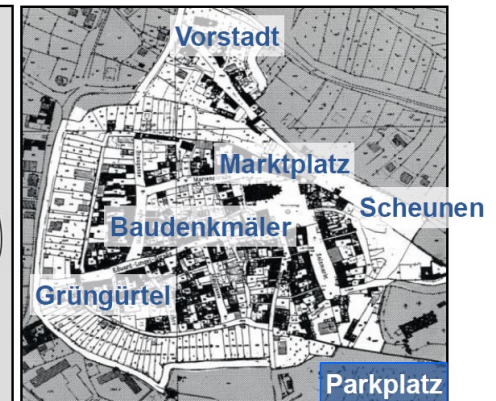 Vorstadt
Marktplatz
Scheunen
Baudenkmäler
Grüngürtel
Parkplatz